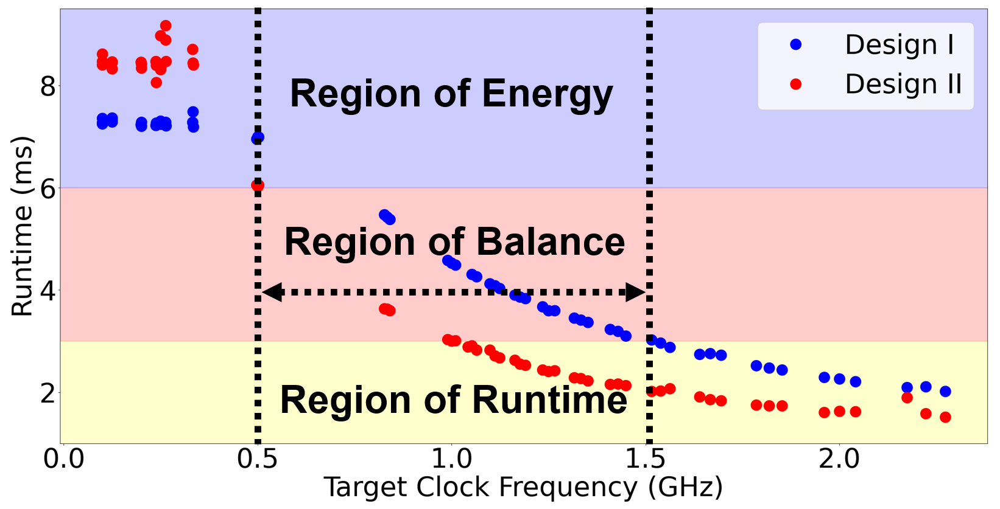 Design I
Design II
Region of Energy
Region of Balance
Region of Runtime
Runtime (ms)
8
6
4
2
0.0 0.5 1.0 1.5 2.0
Target Clock Frequency (GHz)